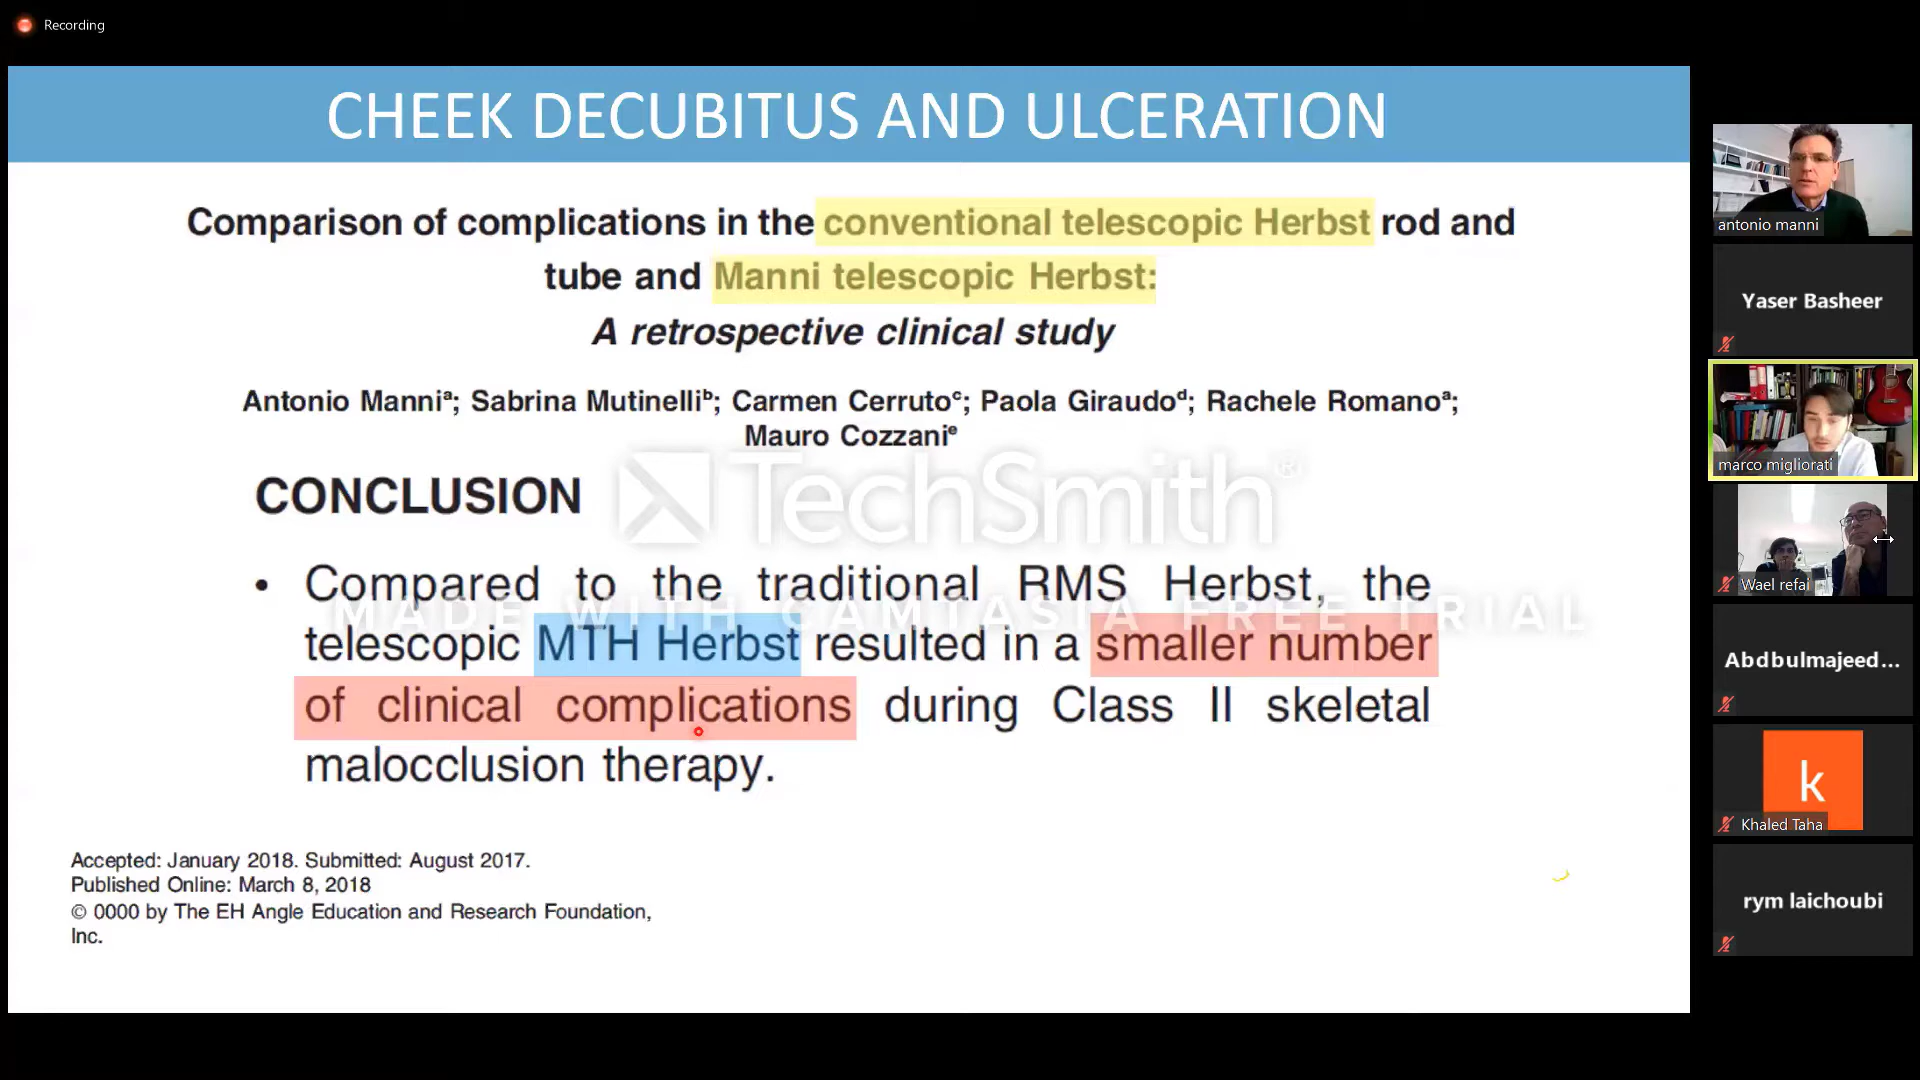 Recording
CHEEK DECUBITUS AND ULCERATION
Comparison of complications in the conventional telescopic Herbst rod and
tube and Manni telescopic Herbst:
A retrospective clinical study
Antonio Manniᵃ; Sabrina Mutinelliᵇ; Carmen Cerrutoᶜ; Paola Giraudoᵈ; Rachele Romanoᵃ;
Mauro Cozzaniᵉ
CONCLUSION
TechSmith®
• Compared to the traditional RMS Herbst, the
MADE WITH CAMTASIA FREE TRIAL
telescopic MTH Herbst resulted in a smaller number
of clinical complications during Class II skeletal
malocclusion therapy.
Accepted: January 2018. Submitted: August 2017.
Published Online: March 8, 2018
© 0000 by The EH Angle Education and Research Foundation,
Inc.
antonio manni
Yaser Basheer
marco migliorati
Wael refai
Abdbulmajeed...
k
Khaled Taha
rym laichoubi